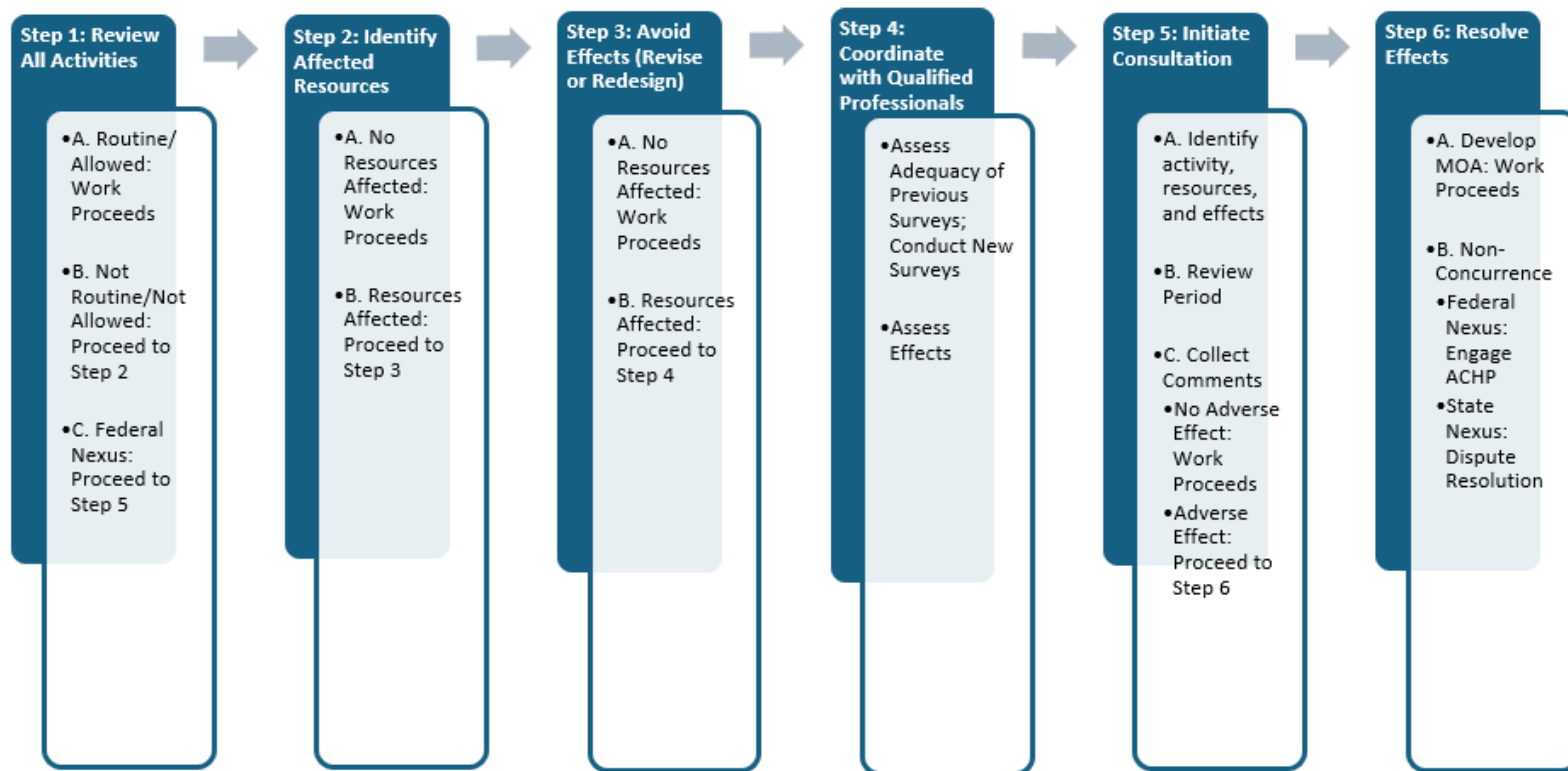 Step 1: Review
All Activities
•A. Routine/
Allowed:
Work
Proceeds
•B. Not
Routine/Not
Allowed:
Proceed to
Step 2
•C. Federal
Nexus:
Proceed to
Step 5
Step 2: Identify
Affected
Resources
•A. No
Resources
Affected:
Work
Proceeds
•B. Resources
Affected:
Proceed to
Step 3
Step 3: Avoid
Effects (Revise
or Redesign)
•A. No
Resources
Affected:
Work
Proceeds
•B. Resources
Affected:
Proceed to
Step 4
Step 4:
Coordinate
with Qualified
Professionals
•Assess
Adequacy of
Previous
Surveys;
Conduct New
Surveys
•Assess
Effects
Step 5: Initiate
Consultation
•A. Identify
activity,
resources,
and effects
•B. Review
Period
•C. Collect
Comments
•No Adverse
Effect:
Work
Proceeds
•Adverse
Effect:
Proceed to
Step 6
Step 6: Resolve
Effects
•A. Develop
MOA: Work
Proceeds
•B. Non-
Concurrence
•Federal
Nexus:
Engage
ACHP
•State
Nexus:
Dispute
Resolution